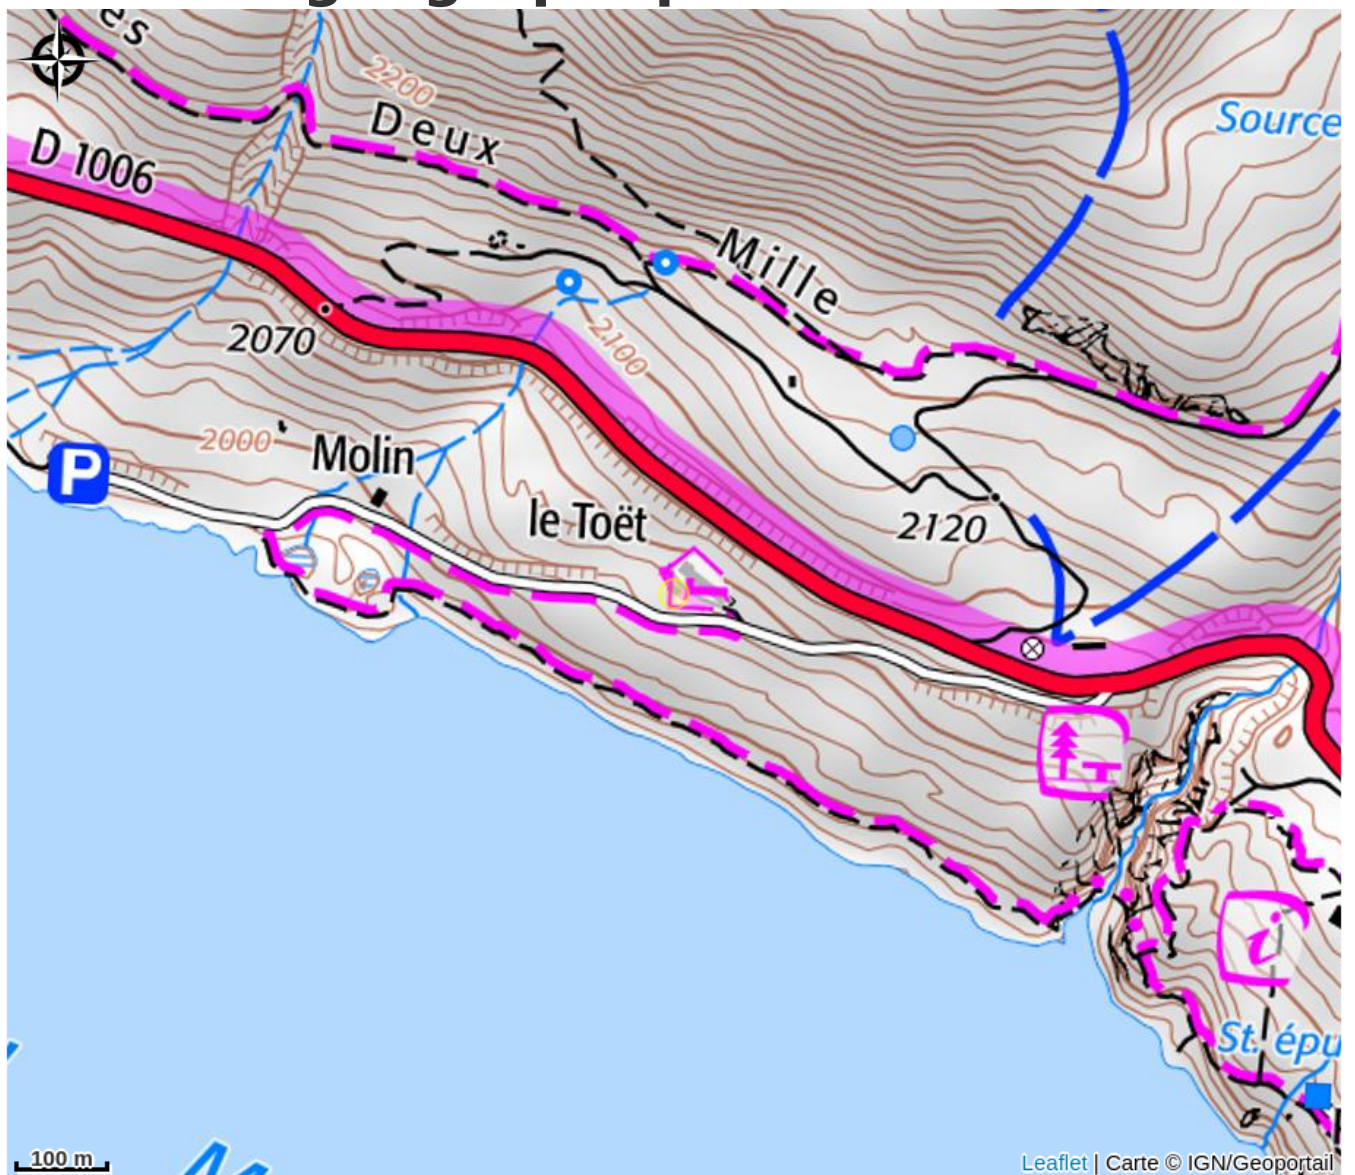 es
2200
Deux
Source
D 1006
Mille
2070
2100
2000
Molin
P
le Toët
2120
i
St. épu
100 m
Leaflet | Carte © IGN/Geoportail